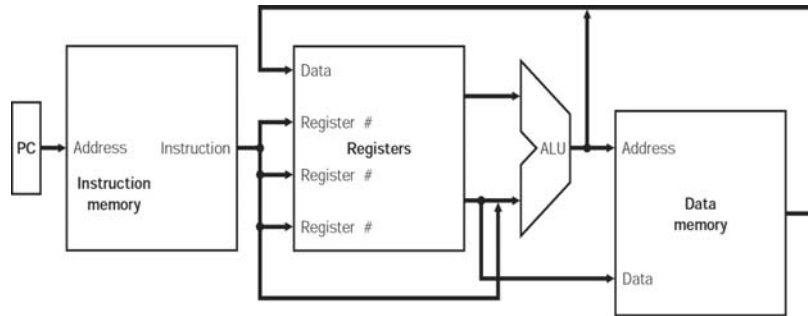 PC
Address
Instruction
Instruction
memory
Data
Register #
Register #
Register #
Registers
ALU
Address
Data
memory
Data